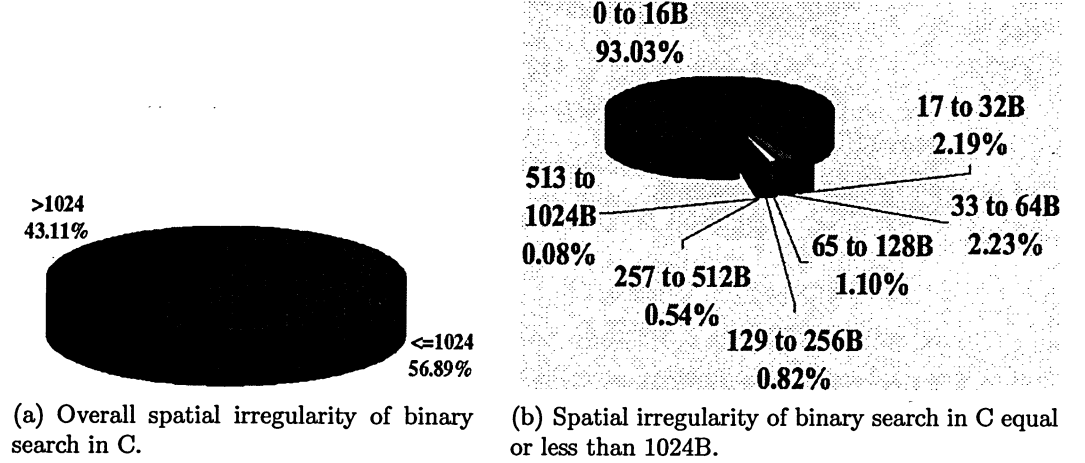 >1024
43.11%
<=1024
56.89%
(a) Overall spatial irregularity of binary
search in C.
0 to 16B
93.03%
17 to 32B
2.19%
33 to 64B
2.23%
65 to 128B
1.10%
129 to 256B
0.82%
257 to 512B
0.54%
513 to
1024B
0.08%
(b) Spatial irregularity of binary search in C equal
or less than 1024B.